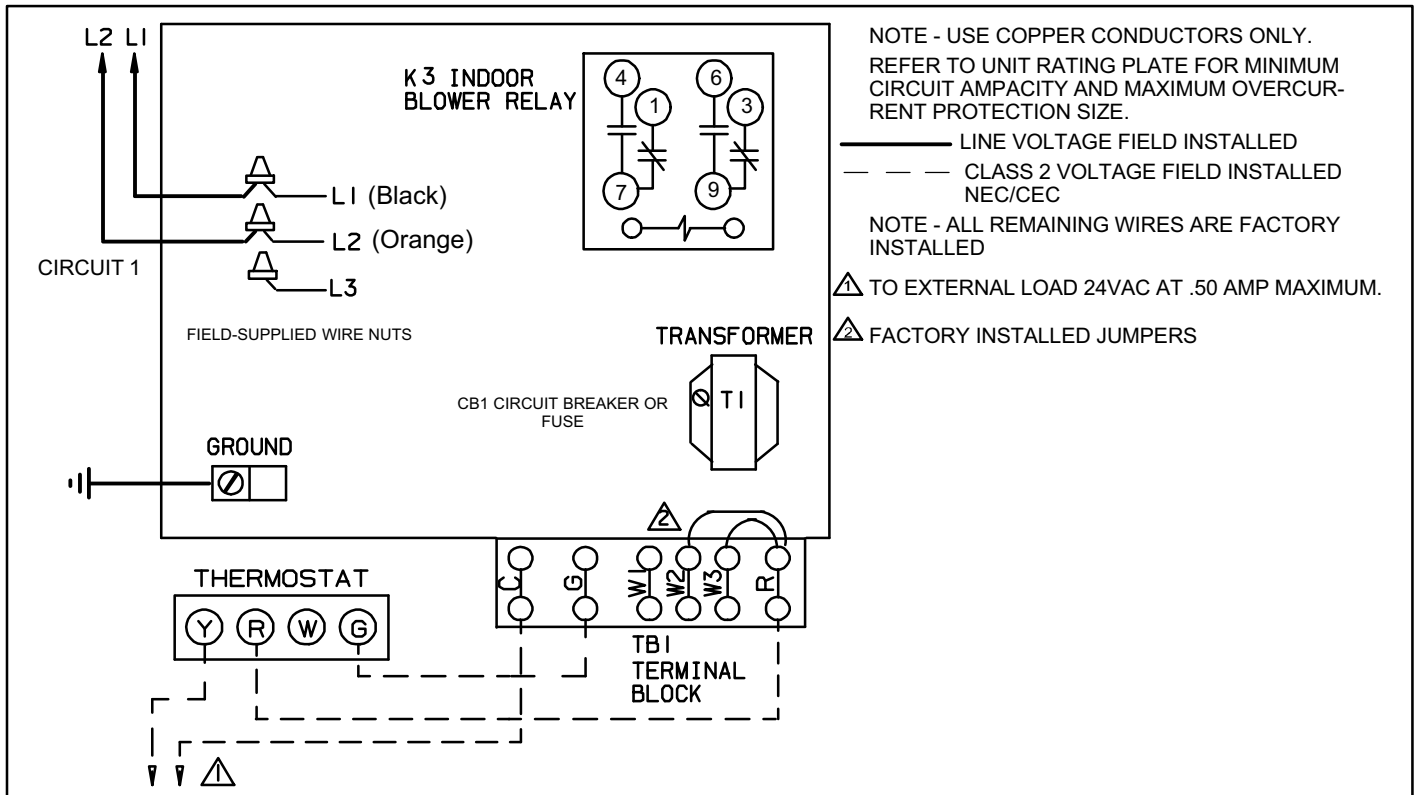 L2 L1
K3 INDOOR
BLOWER RELAY
4
6
1
3
7
9
L1 (Black)
L2 (Orange)
L3
CIRCUIT 1
FIELD-SUPPLIED WIRE NUTS
TRANSFORMER
T1
CB1 CIRCUIT BREAKER OR
FUSE
GROUND
2
C
G
W1
W2
W3
R
THERMOSTAT
Y
R
W
G
TB1
TERMINAL
BLOCK
1
NOTE - USE COPPER CONDUCTORS ONLY.
REFER TO UNIT RATING PLATE FOR MINIMUM
CIRCUIT AMPACITY AND MAXIMUM OVERCUR-
RENT PROTECTION SIZE.
LINE VOLTAGE FIELD INSTALLED
CLASS 2 VOLTAGE FIELD INSTALLED
NEC/CEC
NOTE - ALL REMAINING WIRES ARE FACTORY
INSTALLED
1 TO EXTERNAL LOAD 24VAC AT .50 AMP MAXIMUM.
2 FACTORY INSTALLED JUMPERS